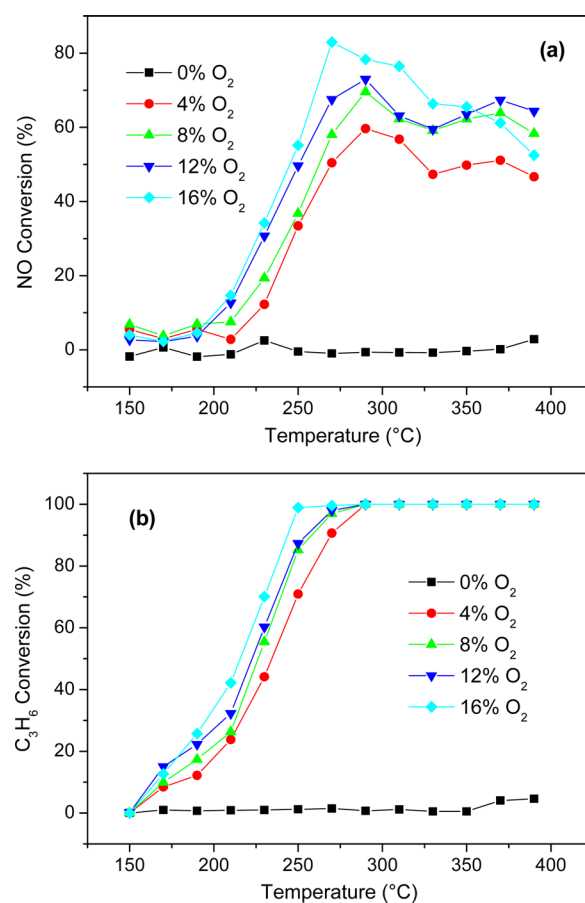 (a)
0% O₂
4% O₂
8% O₂
12% O₂
16% O₂
NO Conversion (%)
80
60
40
20
0
150 200 250 300 350 400
Temperature (°C)
(b)
0% O₂
4% O₂
8% O₂
12% O₂
16% O₂
C₃H₆ Conversion (%)
100
80
60
40
20
0
150 200 250 300 350 400
Temperature (°C)